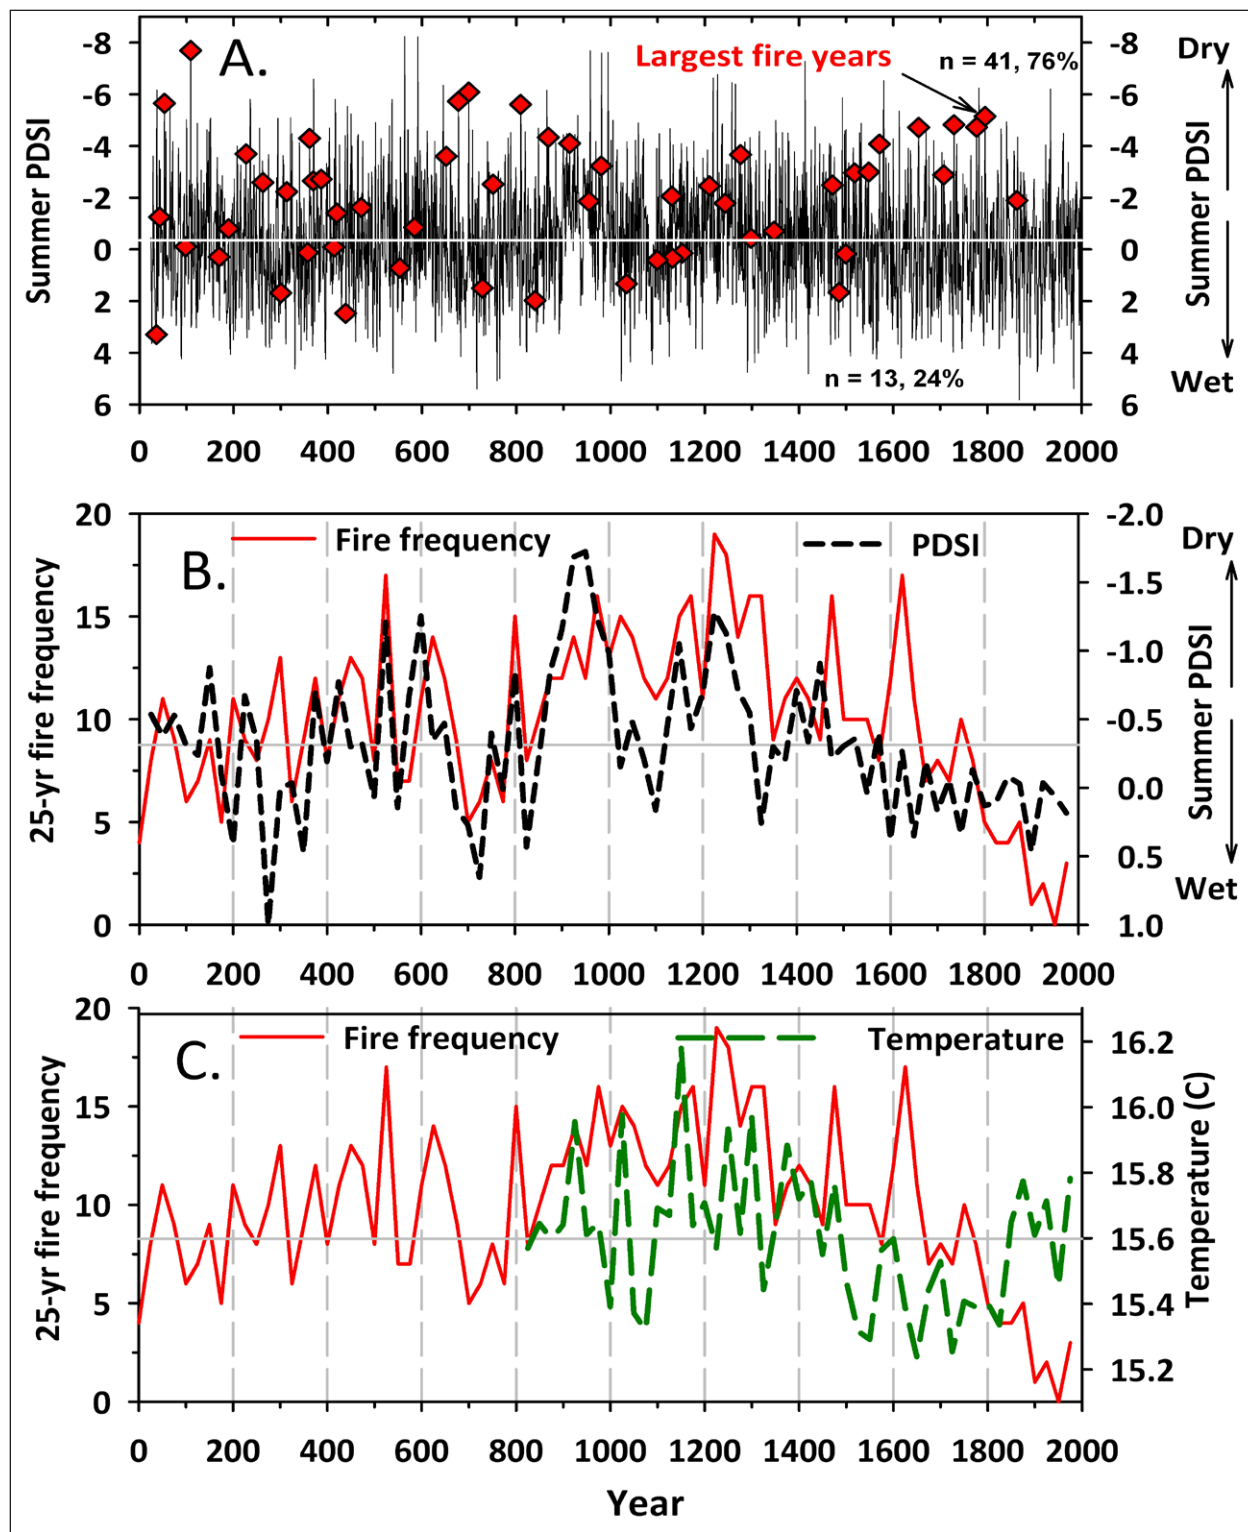 A.
Largest fire years
n = 41, 76%
n = 13, 24%
-8
-6
-4
-2
0
2
4
6
Summer PDSI
-8
-6
-4
-2
0
2
4
6
Summer PDSI
Dry
Wet
0 200 400 600 800 1000 1200 1400 1600 1800 2000
B.
Fire frequency
PDSI
20
15
10
5
0
25-yr fire frequency
-2.0
-1.5
-1.0
-0.5
0.0
0.5
1.0
Summer PDSI
Dry
Wet
0 200 400 600 800 1000 1200 1400 1600 1800 2000
C.
Fire frequency
Temperature
20
15
10
5
0
25-yr fire frequency
16.2
16.0
15.8
15.6
15.4
15.2
Temperature (C)
0 200 400 600 800 1000 1200 1400 1600 1800 2000
Year